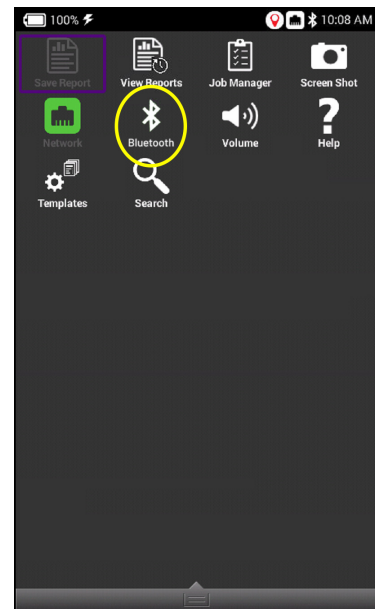 100% 10:08 AM
Save Report View Reports Job Manager Screen Shot
Network Bluetooth Volume Help
Templates Search